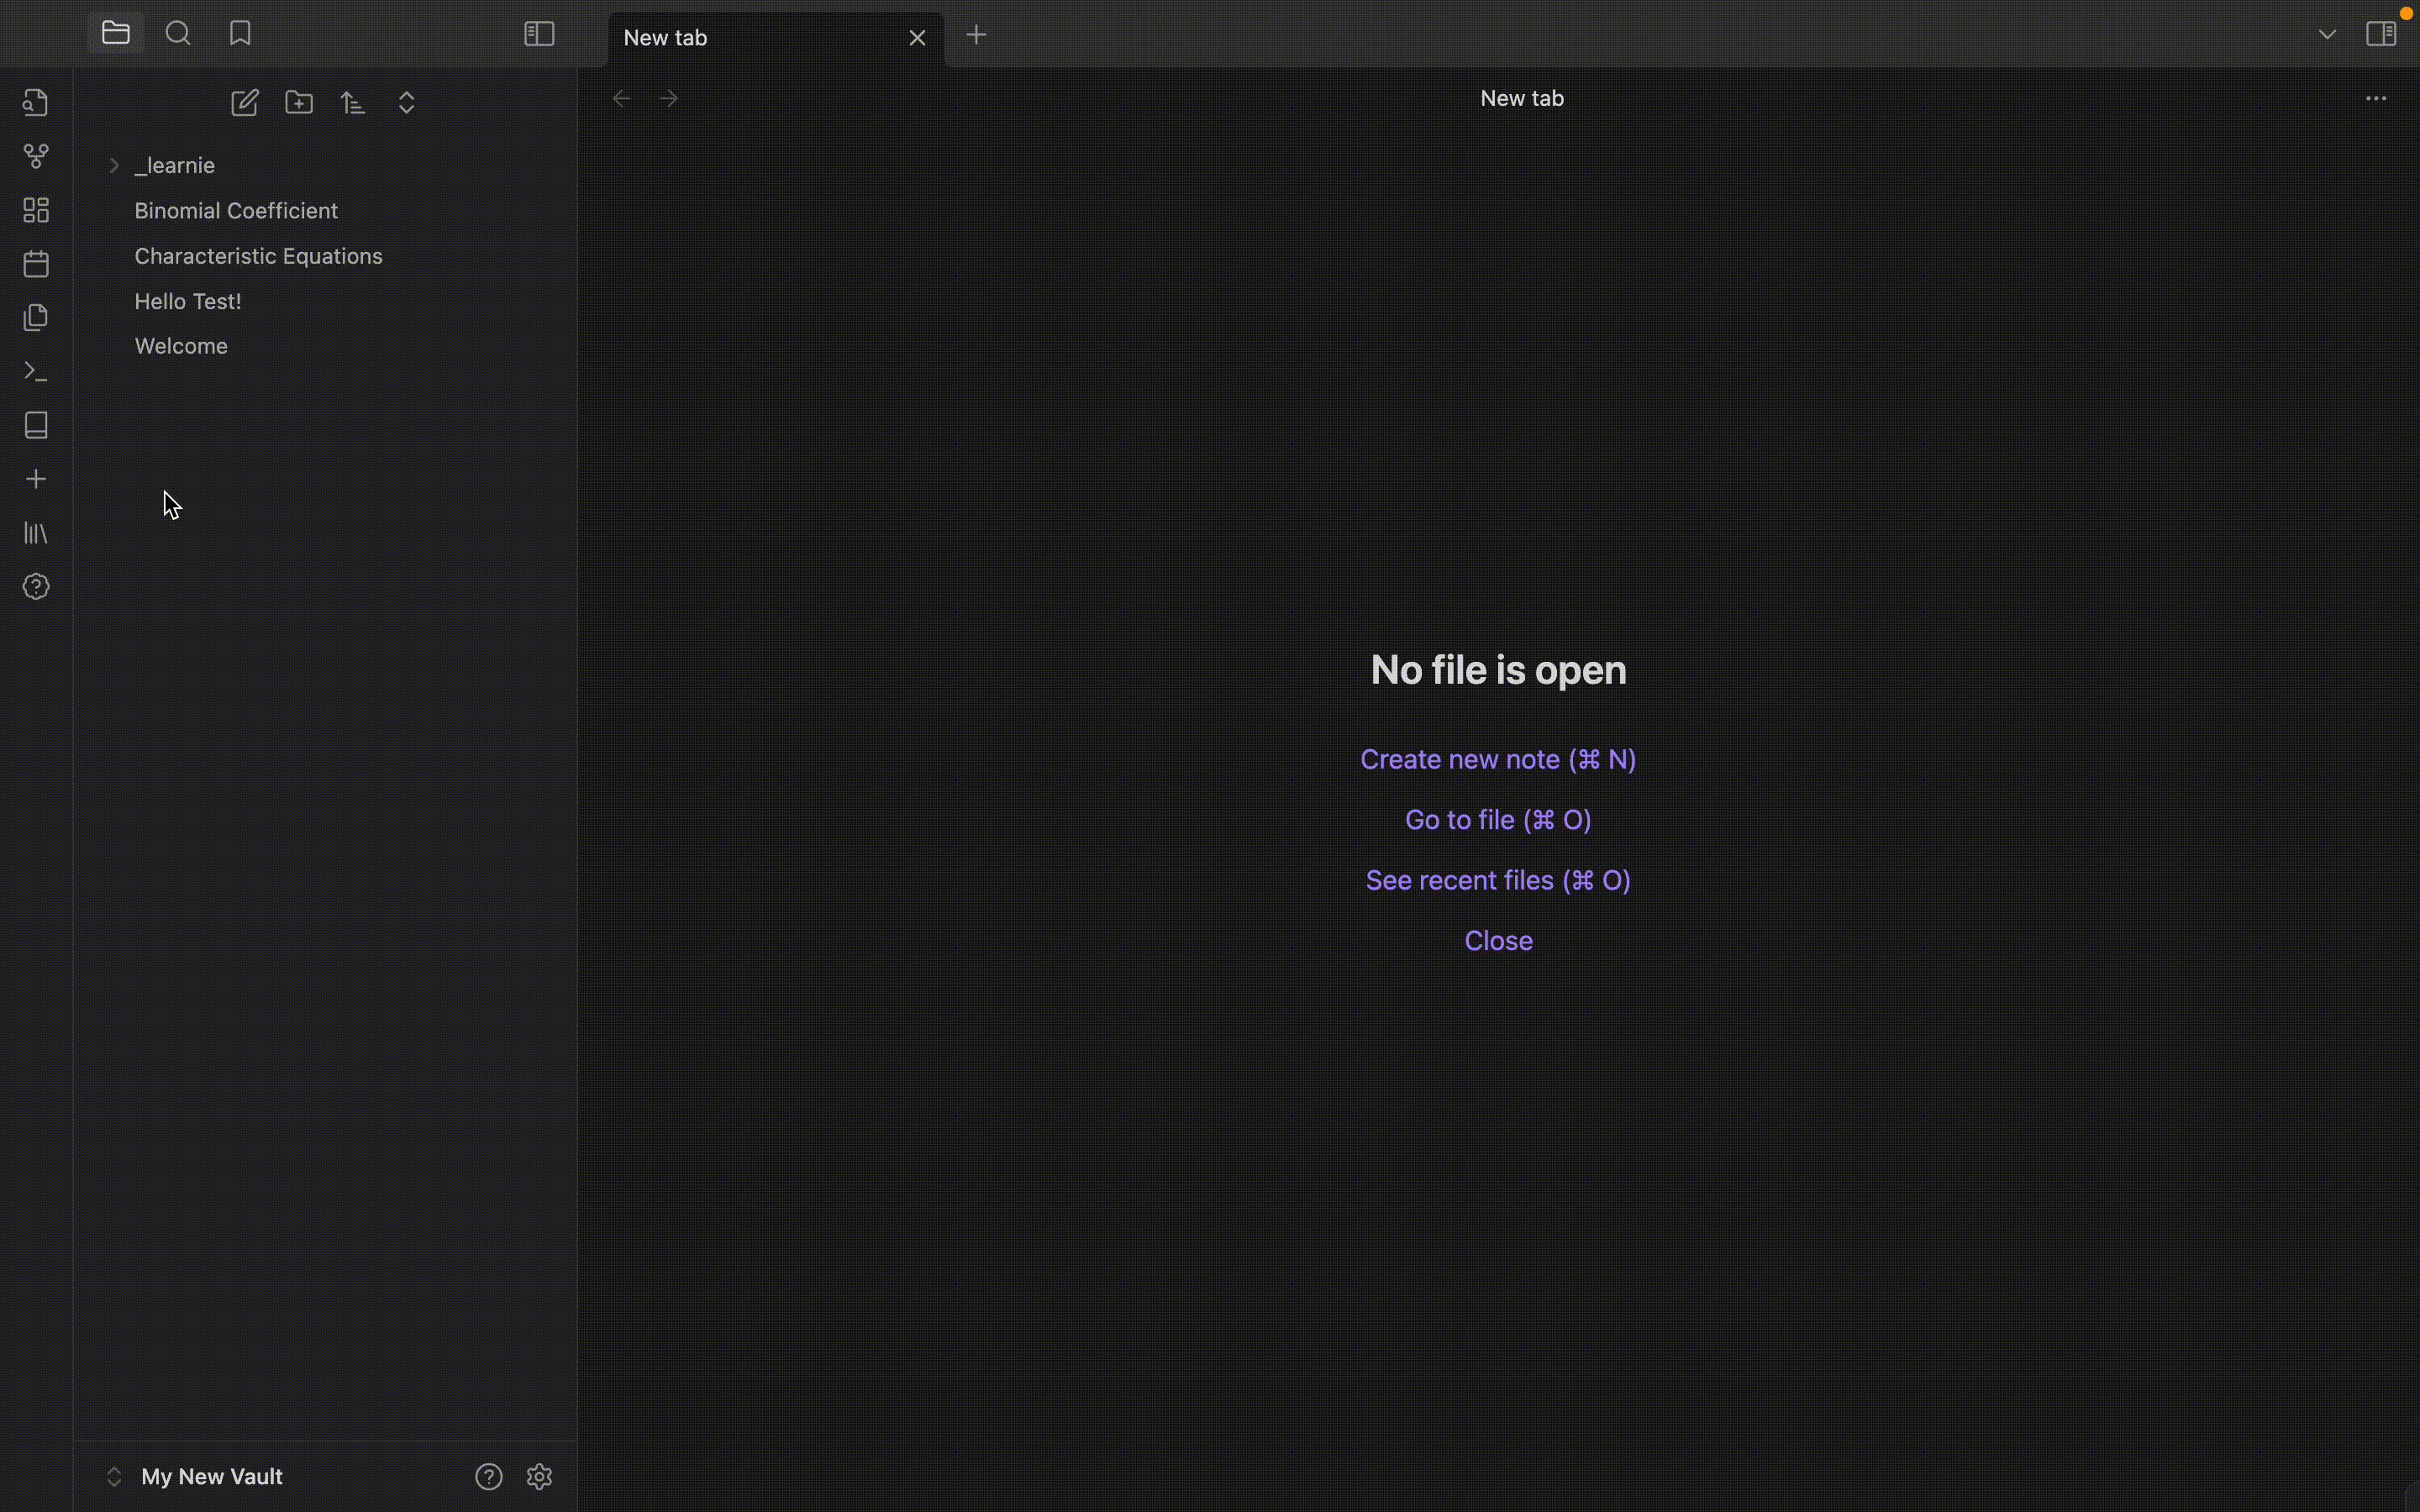 New tab
New tab
_learnie
Binomial Coefficient
Characteristic Equations
Hello Test!
Welcome
No file is open
Create new note (⌘ N)
Go to file (⌘ O)
See recent files (⌘ O)
Close
My New Vault